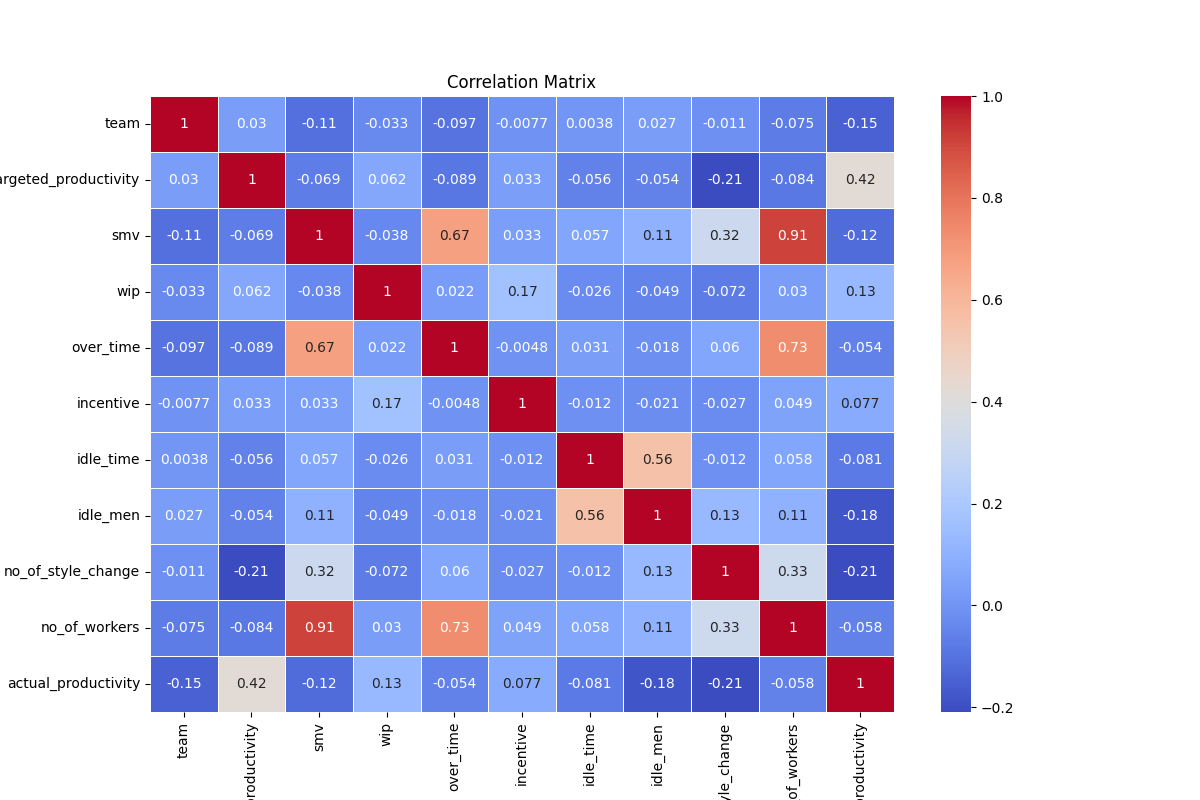 Correlation Matrix
team 1 0.03 -0.11 -0.033 -0.097 -0.0077 0.0038 0.027 -0.011 -0.075 -0.15
argeted_productivity 0.03 1 -0.069 0.062 -0.089 0.033 -0.056 -0.054 -0.21 -0.084 0.42
smv -0.11 -0.069 1 -0.038 0.67 0.033 0.057 0.11 0.32 0.91 -0.12
wip -0.033 0.062 -0.038 1 0.022 0.17 -0.026 -0.049 -0.072 0.03 0.13
over_time -0.097 -0.089 0.67 0.022 1 -0.0048 0.031 -0.018 0.06 0.73 -0.054
incentive -0.0077 0.033 0.033 0.17 -0.0048 1 -0.012 -0.021 -0.027 0.049 0.077
idle_time 0.0038 -0.056 0.057 -0.026 0.031 -0.012 1 0.56 -0.012 0.058 -0.081
idle_men 0.027 -0.054 0.11 -0.049 -0.018 -0.021 0.56 1 0.13 0.11 -0.18
no_of_style_change -0.011 -0.21 0.32 -0.072 0.06 -0.027 -0.012 0.13 1 0.33 -0.21
no_of_workers -0.075 -0.084 0.91 0.03 0.73 0.049 0.058 0.11 0.33 1 -0.058
actual_productivity -0.15 0.42 -0.12 0.13 -0.054 0.077 -0.081 -0.18 -0.21 -0.058 1
team
productivity
smv
wip
over_time
incentive
idle_time
idle_men
yle_change
of_workers
productivity
1.0
0.8
0.6
0.4
0.2
0.0
−0.2